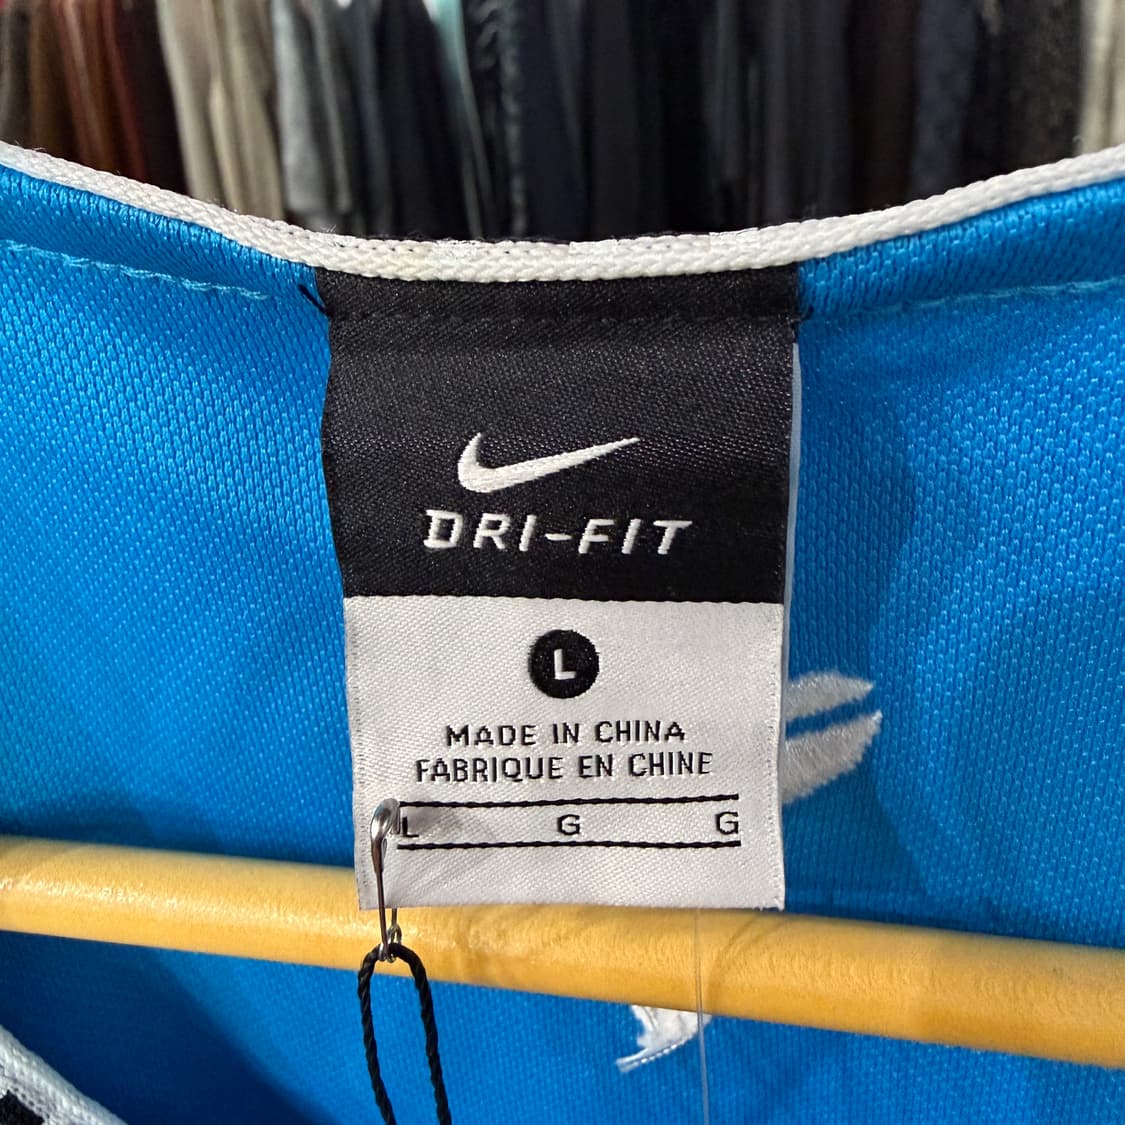 DRI-FIT
L
MADE IN CHINA
FABRIQUE EN CHINE
L G G